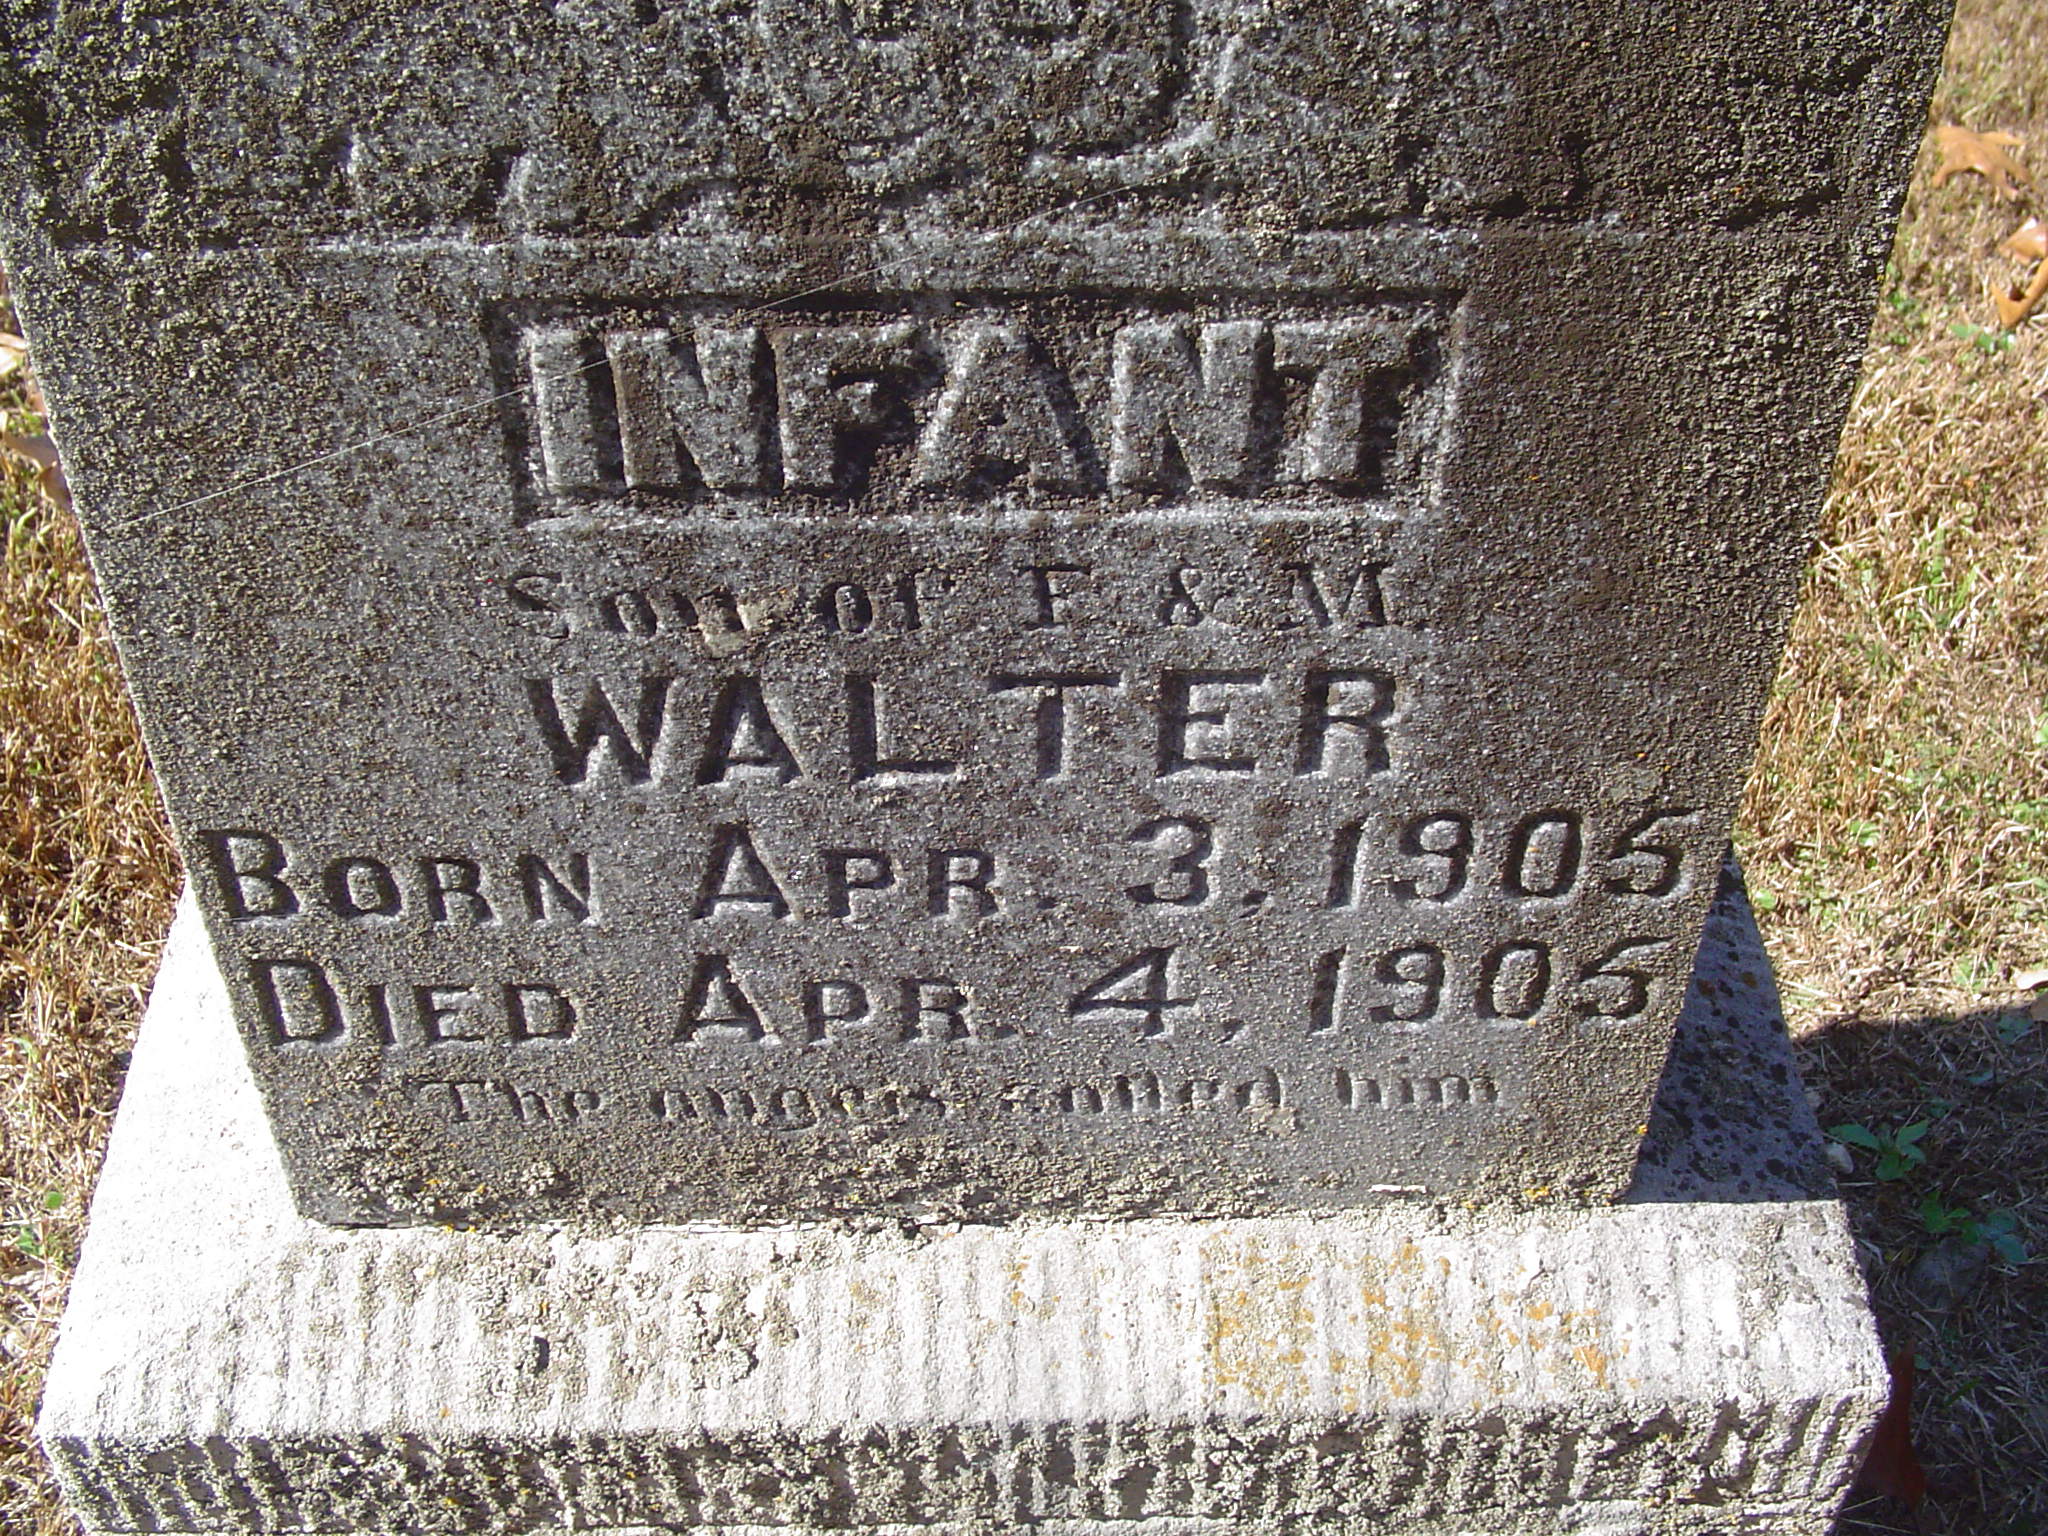 INFANT
Son of F & M
WALTER
BORN APR. 3, 1905
DIED APR. 4, 1905
The angels called him